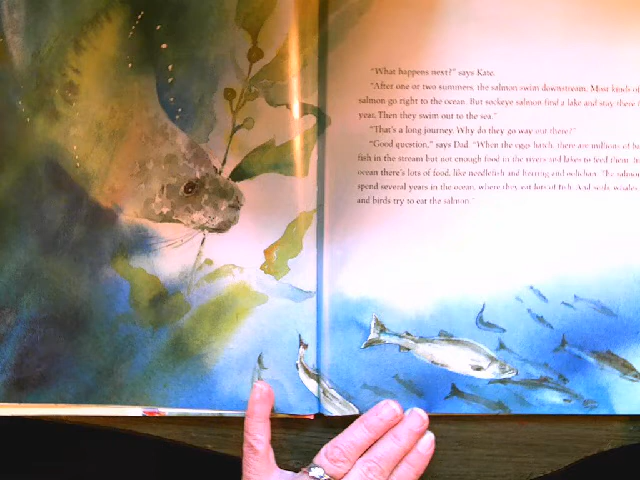 "What happens next?" says Kate.
"After one or two summers, the salmon swim downstream. Most kinds of
salmon go right to the ocean. But sockeye salmon find a lake and stay there
year. Then they swim out to the sea."
"That's a long journey. Why do they go way out there?"
"Good question," says Dad. "When the eggs hatch, there are millions of
fish in the stream but not enough food in the rivers and lakes to feed them.
ocean there's lots of food, like needlefish and herring and oolichan. The salmon
spend several years in the ocean, where they eat lots of fish. And seals, whales
and birds try to eat the salmon."